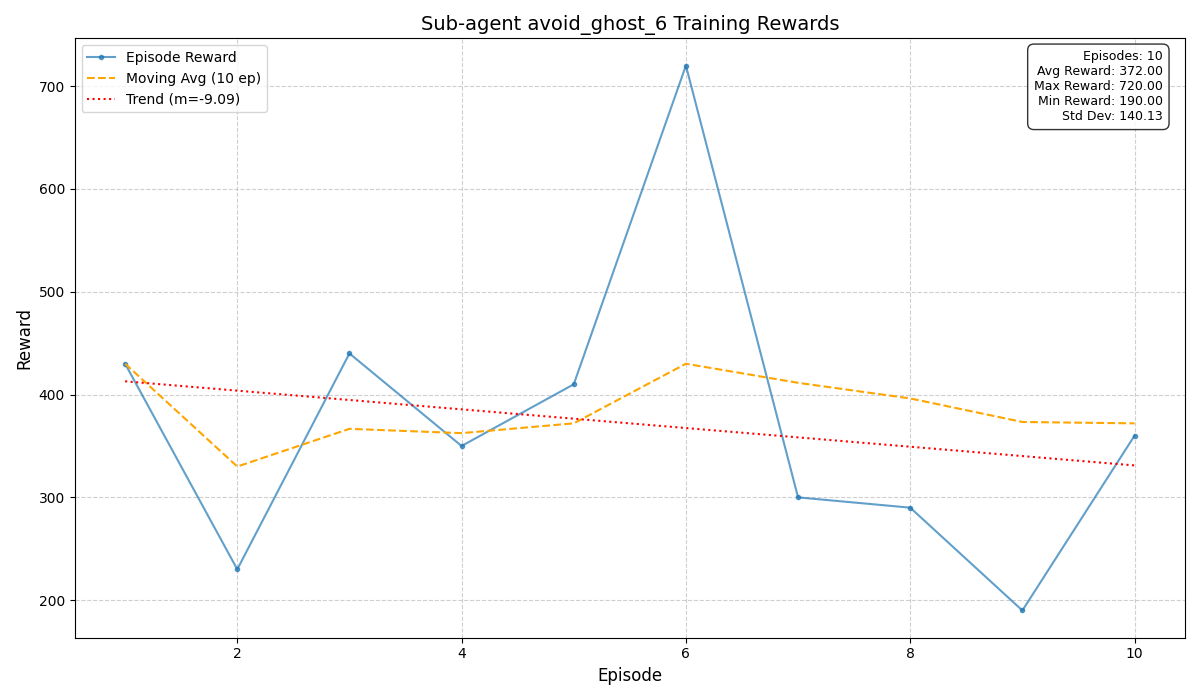 Sub-agent avoid_ghost_6 Training Rewards
Episode Reward
Moving Avg (10 ep)
Trend (m=-9.09)
Episodes: 10
Avg Reward: 372.00
Max Reward: 720.00
Min Reward: 190.00
Std Dev: 140.13
Reward
700
600
500
400
300
200
2 4 6 8 10
Episode